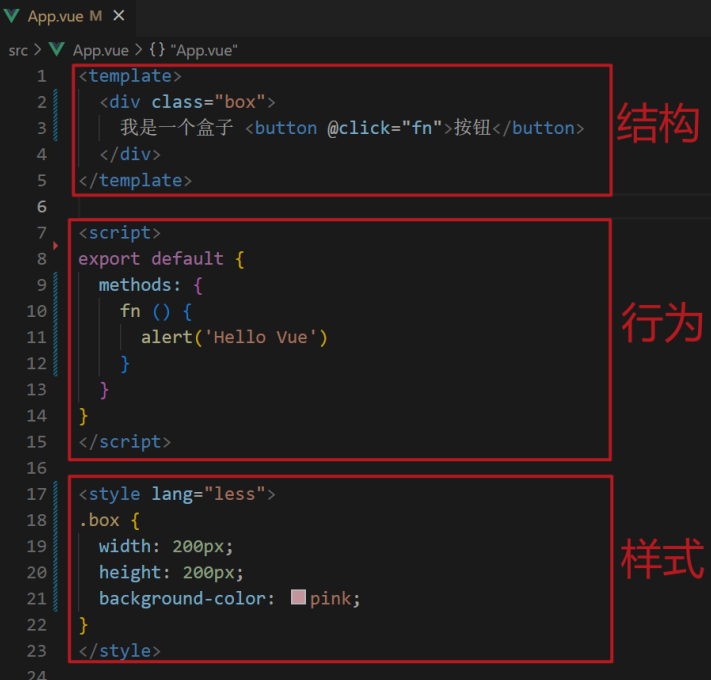 App.vue M ×
src > App.vue > {} "App.vue"
1 <template>
2 <div class="box">
3 我是一个盒子 <button @click="fn">按钮</button>
4 </div>
5 </template>
结构
6
7 <script>
8 export default {
9 methods: {
10 fn () {
11 alert('Hello Vue')
12 }
13 }
14 }
15 </script>
行为
16
17 <style lang="less">
18 .box {
19 width: 200px;
20 height: 200px;
21 background-color: pink;
22 }
23 </style>
样式
24